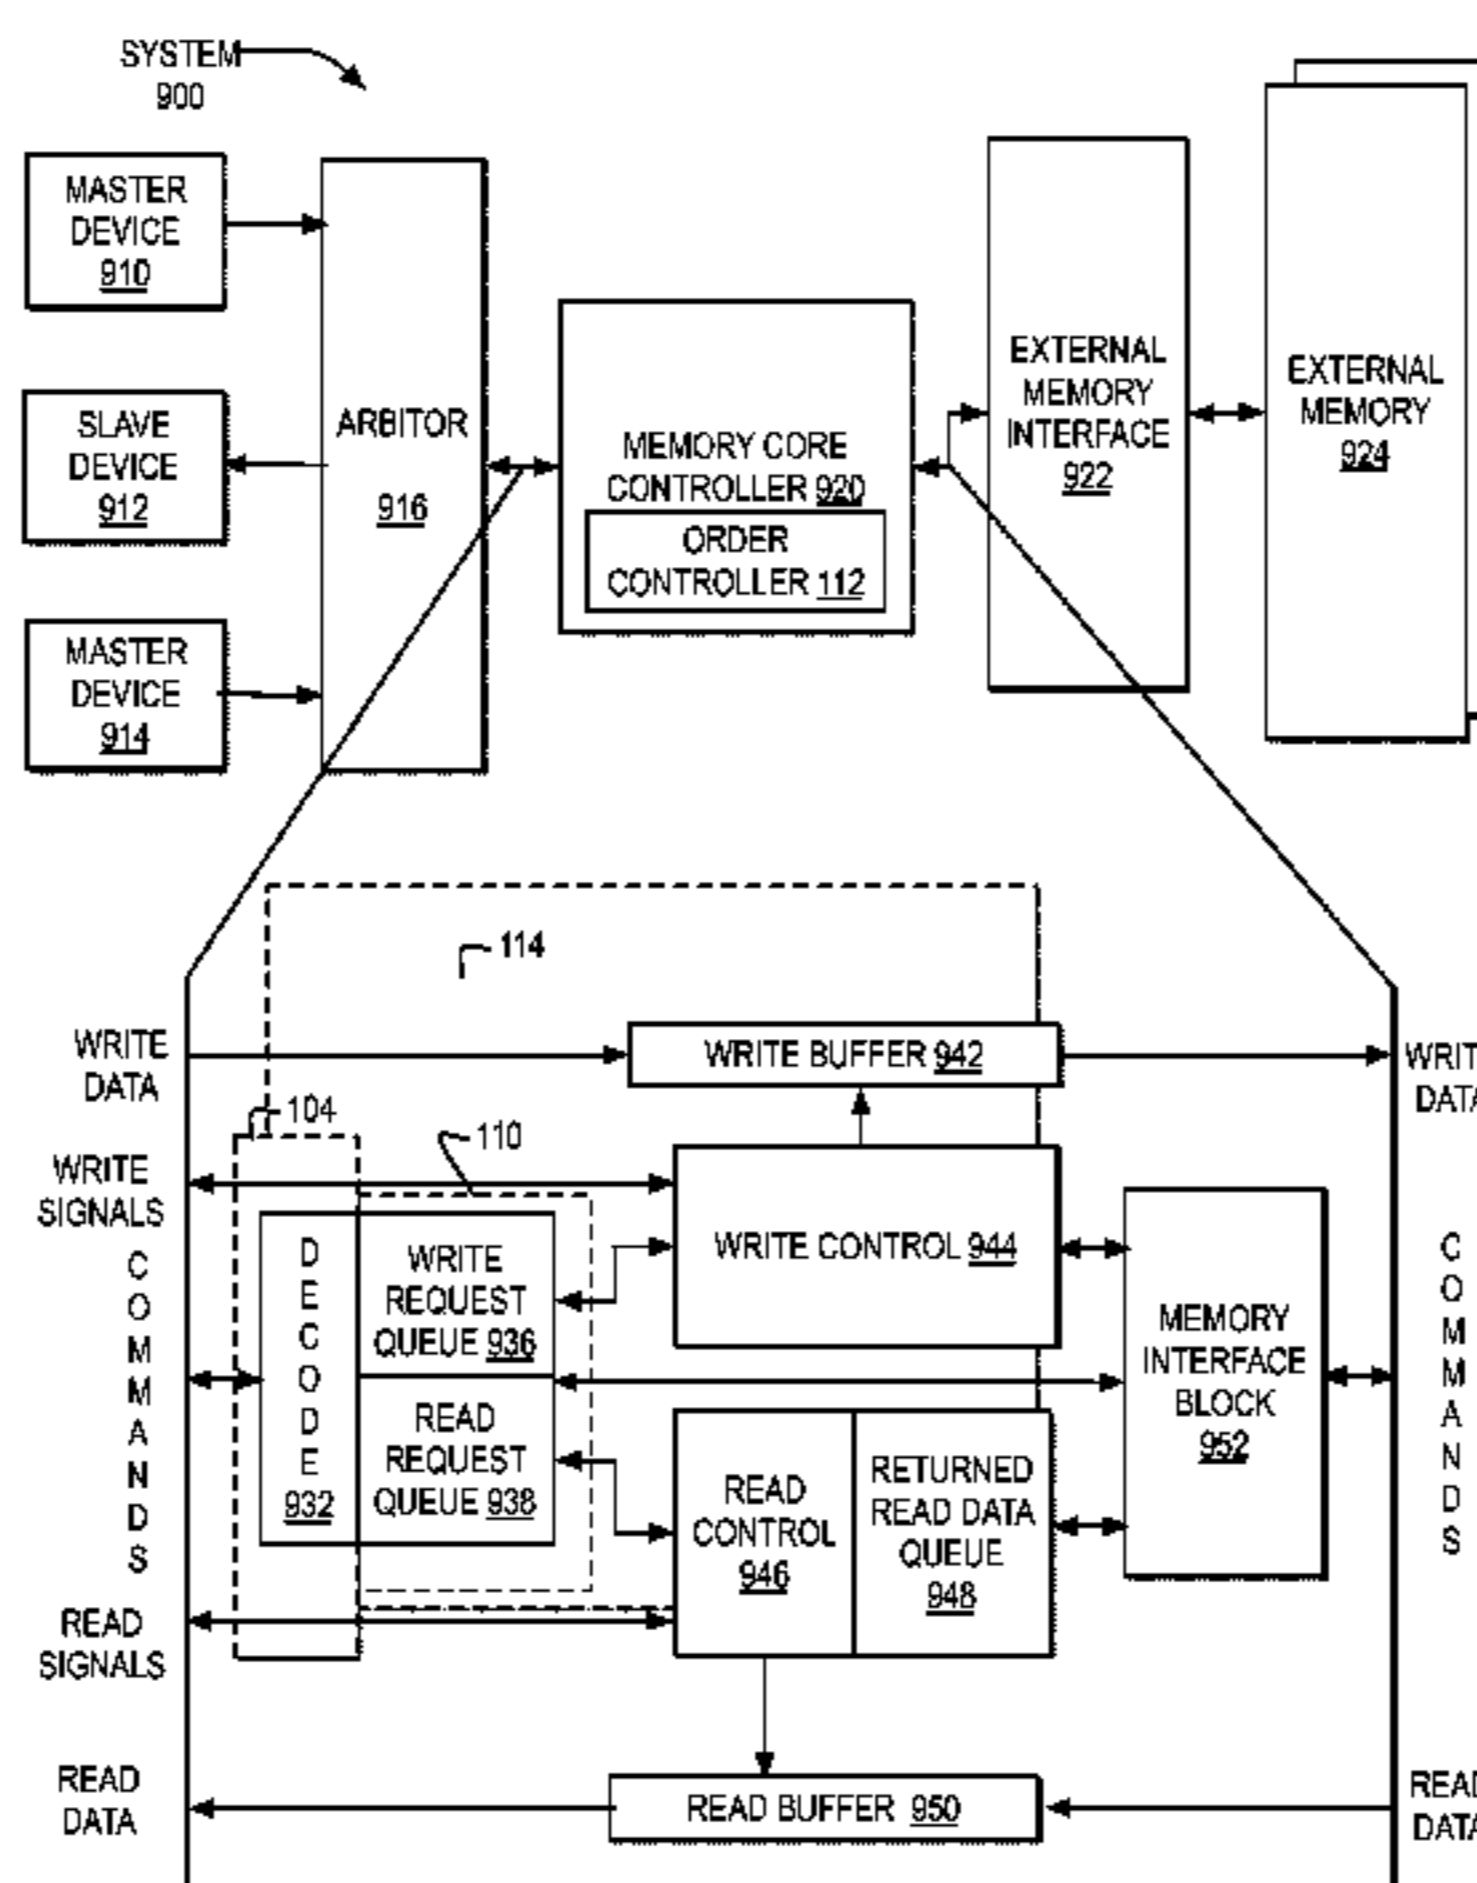 SYSTEM
900
MASTER
DEVICE
910
SLAVE
DEVICE
912
MASTER
DEVICE
914
ARBITOR
916
MEMORY CORE
CONTROLLER 920
ORDER
CONTROLLER 112
EXTERNAL
MEMORY
INTERFACE
922
EXTERNAL
MEMORY
924
114
WRITE
DATA
WRITE BUFFER 942
WRIT
DATA
104
110
WRITE
SIGNALS
COMMANDS
DECODE
932
WRITE
REQUEST
QUEUE 936
READ
REQUEST
QUEUE 938
WRITE CONTROL 944
READ
CONTROL
946
RETURNED
READ DATA
QUEUE
948
MEMORY
INTERFACE
BLOCK
952
COMMANDS
READ
SIGNALS
READ
DATA
READ BUFFER 950
READ
DATA